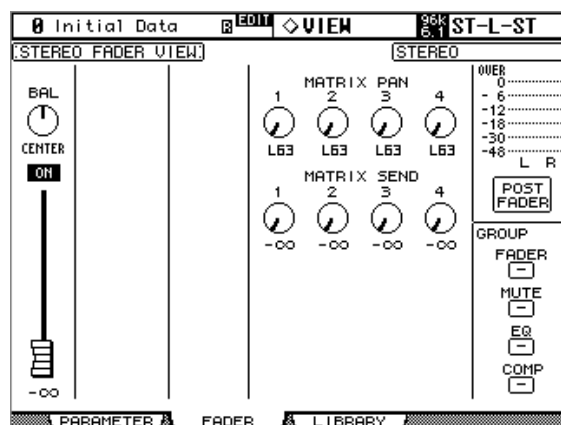 0 Initial Data R EDIT ◇VIEW 96k 6.1 ST-L-ST
STEREO FADER VIEW
STEREO
BAL
CENTER
ON
-∞
MATRIX PAN
1 2 3 4
L63 L63 L63 L63
MATRIX SEND
1 2 3 4
-∞ -∞ -∞ -∞
OVER
0
- 6
-12
-18
-30
-48
L R
POST
FADER
GROUP
FADER
-
MUTE
-
EQ
-
COMP
-
PARAMETER FADER LIBRARY